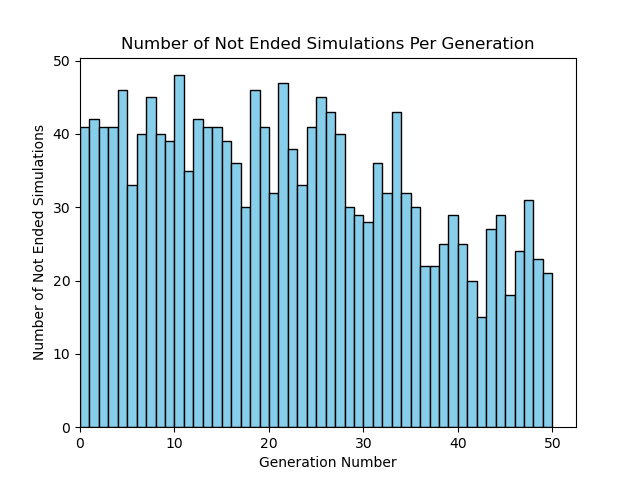 Number of Not Ended Simulations Per Generation
Number of Not Ended Simulations
50
40
30
20
10
0
0 10 20 30 40 50
Generation Number